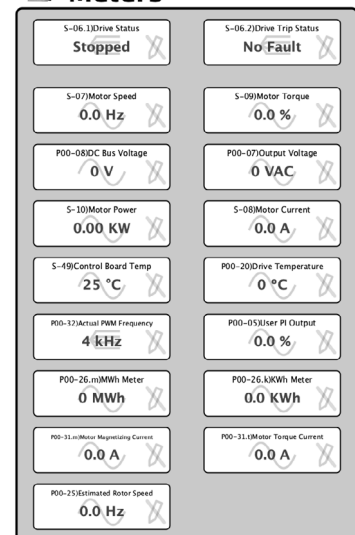 Meters
S-06.1)Drive Status
Stopped
S-06.2)Drive Trip Status
No Fault
S-07)Motor Speed
0.0 Hz
S-09)Motor Torque
0.0 %
P00-08)DC Bus Voltage
0 V
P00-07)Output Voltage
0 VAC
S-10)Motor Power
0.00 KW
S-08)Motor Current
0.0 A
S-49)Control Board Temp
25 °C
P00-20)Drive Temperature
0 °C
P00-32)Actual PWM Frequency
4 kHz
P00-05)User PI Output
0.0 %
P00-26.m)MWh Meter
0 MWh
P00-26.k)KWh Meter
0.0 KWh
P00-31.m)Motor Magnetizing Current
0.0 A
P00-31.t)Motor Torque Current
0.0 A
P00-25)Estimated Rotor Speed
0.0 Hz